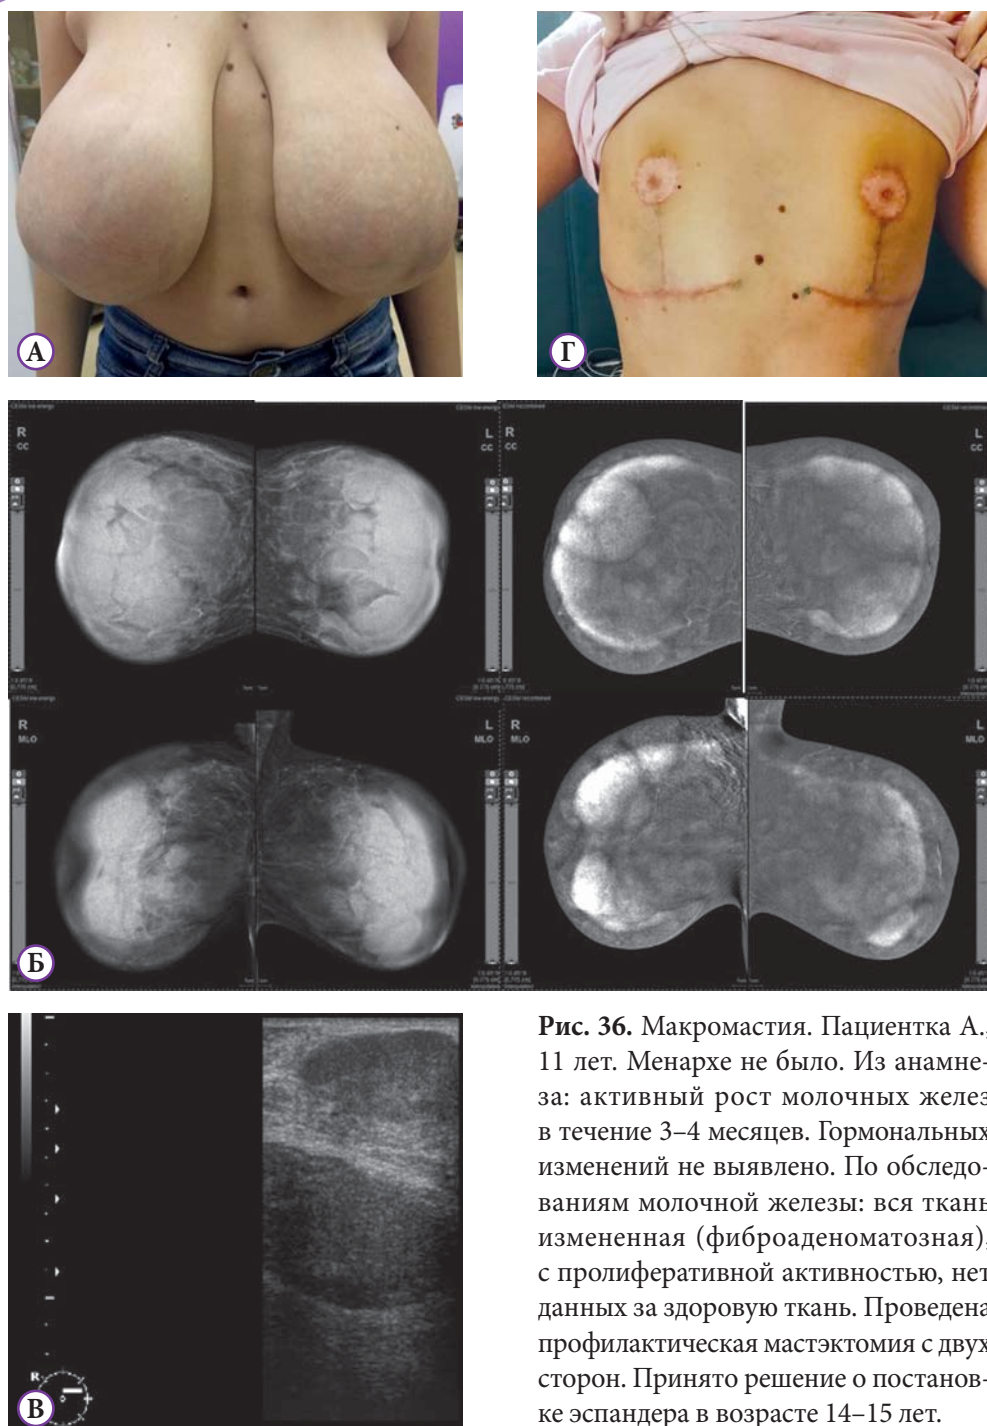 А
Г
CESM low energy
R
CC
L
CC
R
CC
L
CC
R
MLO
L
MLO
R
MLO
L
MLO
Б
R
В
Рис. 36. Макромастия. Пациентка А.,
11 лет. Менархе не было. Из анамне-
за: активный рост молочных желез
в течение 3–4 месяцев. Гормональных
изменений не выявлено. По обследо-
ваниям молочной железы: вся ткань
измененная (фиброаденоматозная),
с пролиферативной активностью, нет
данных за здоровую ткань. Проведена
профилактическая мастэктомия с двух
сторон. Принято решение о постанов-
ке эспандера в возрасте 14–15 лет.